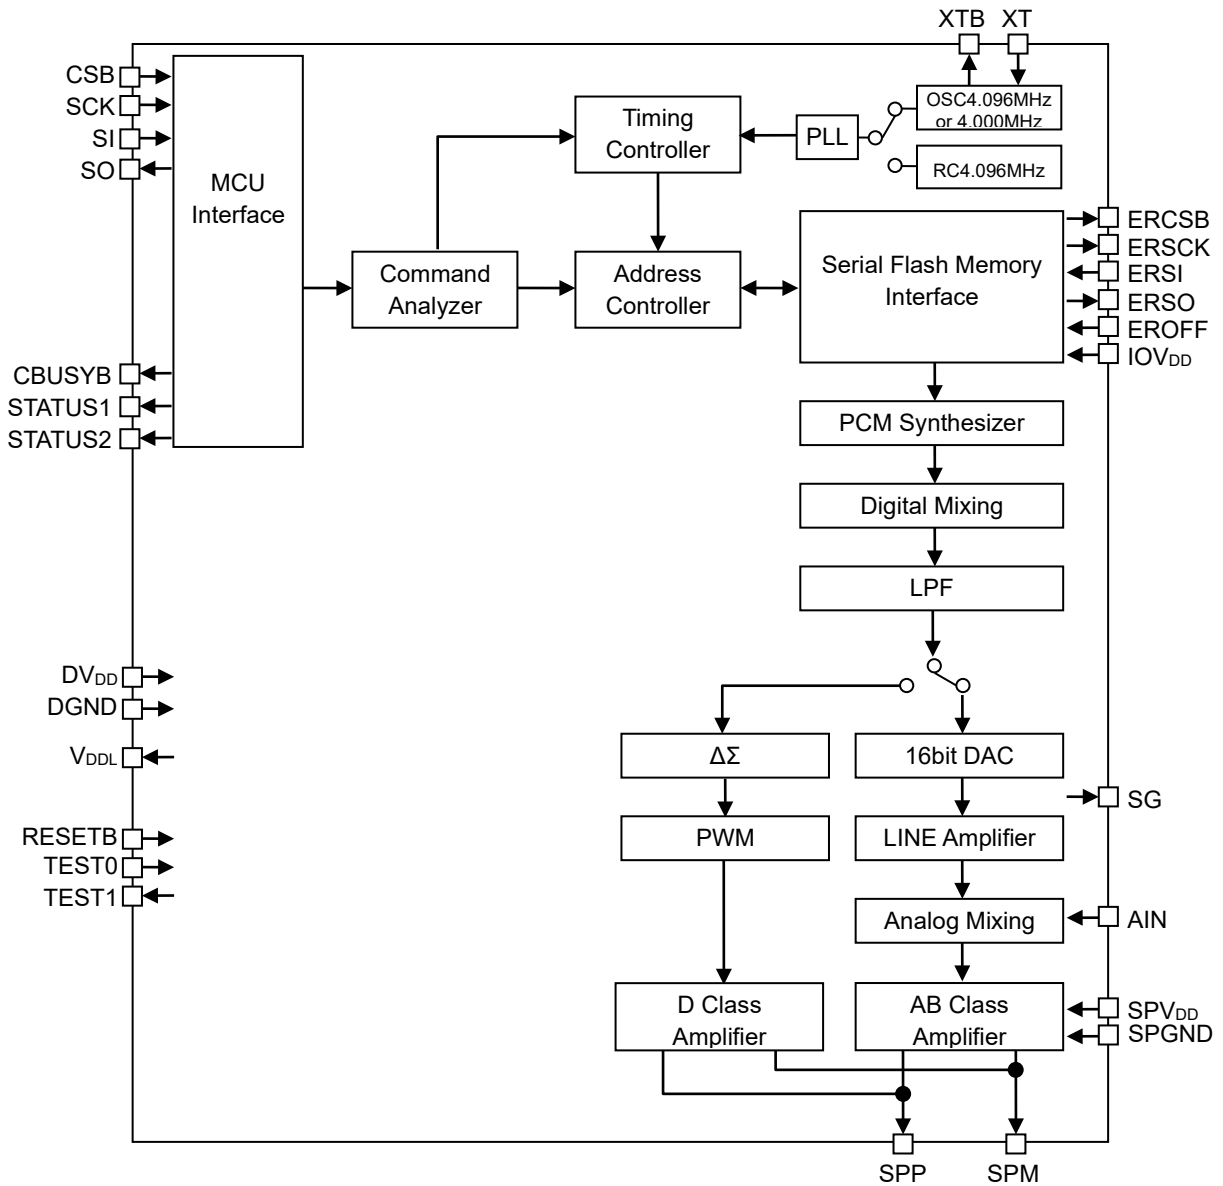 XTB XT
CSB
SCK
SI
SO
MCU
Interface
Timing
Controller
PLL
OSC4.096MHz
or 4.000MHz
RC4.096MHz
Command
Analyzer
Address
Controller
Serial Flash Memory
Interface
ERCSB
ERSCK
ERSI
ERSO
EROFF
IOVDD
CBUSYB
STATUS1
STATUS2
PCM Synthesizer
Digital Mixing
LPF
DVDD
DGND
VDDL
RESETB
TEST0
TEST1
ΔΣ
16bit DAC
SG
PWM
LINE Amplifier
Analog Mixing
AIN
D Class
Amplifier
AB Class
Amplifier
SPVDD
SPGND
SPP SPM